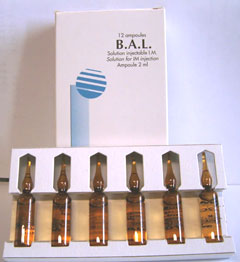 12 ampoules
B.A.L.
Solution injectable I.M.
Solution for IM injection
Ampoule 2 ml